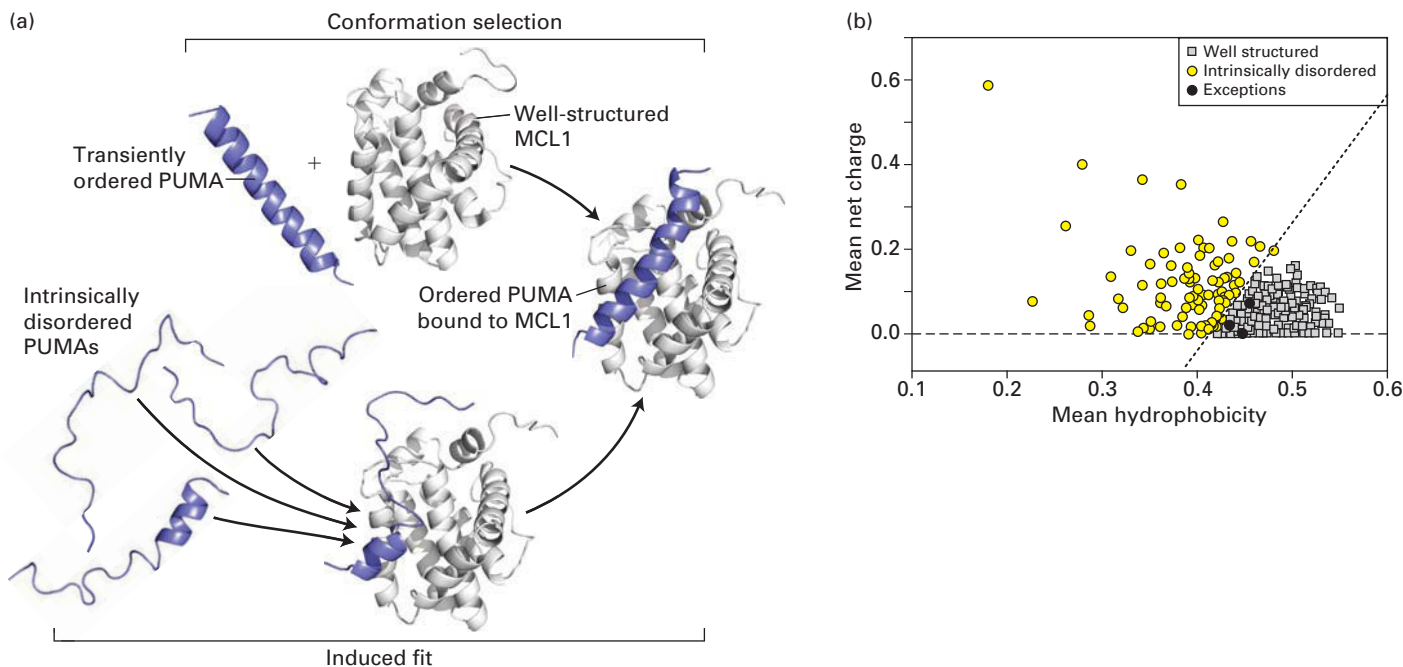 (a)
Conformation selection
Transiently
ordered PUMA
+
Well-structured
MCL1
Intrinsically
disordered
PUMAs
Ordered PUMA
bound to MCL1
Induced fit
(b)
Well structured
Intrinsically disordered
Exceptions
Mean net charge
0.6
0.4
0.2
0.0
0.1
0.2
0.3
0.4
0.5
0.6
Mean hydrophobicity